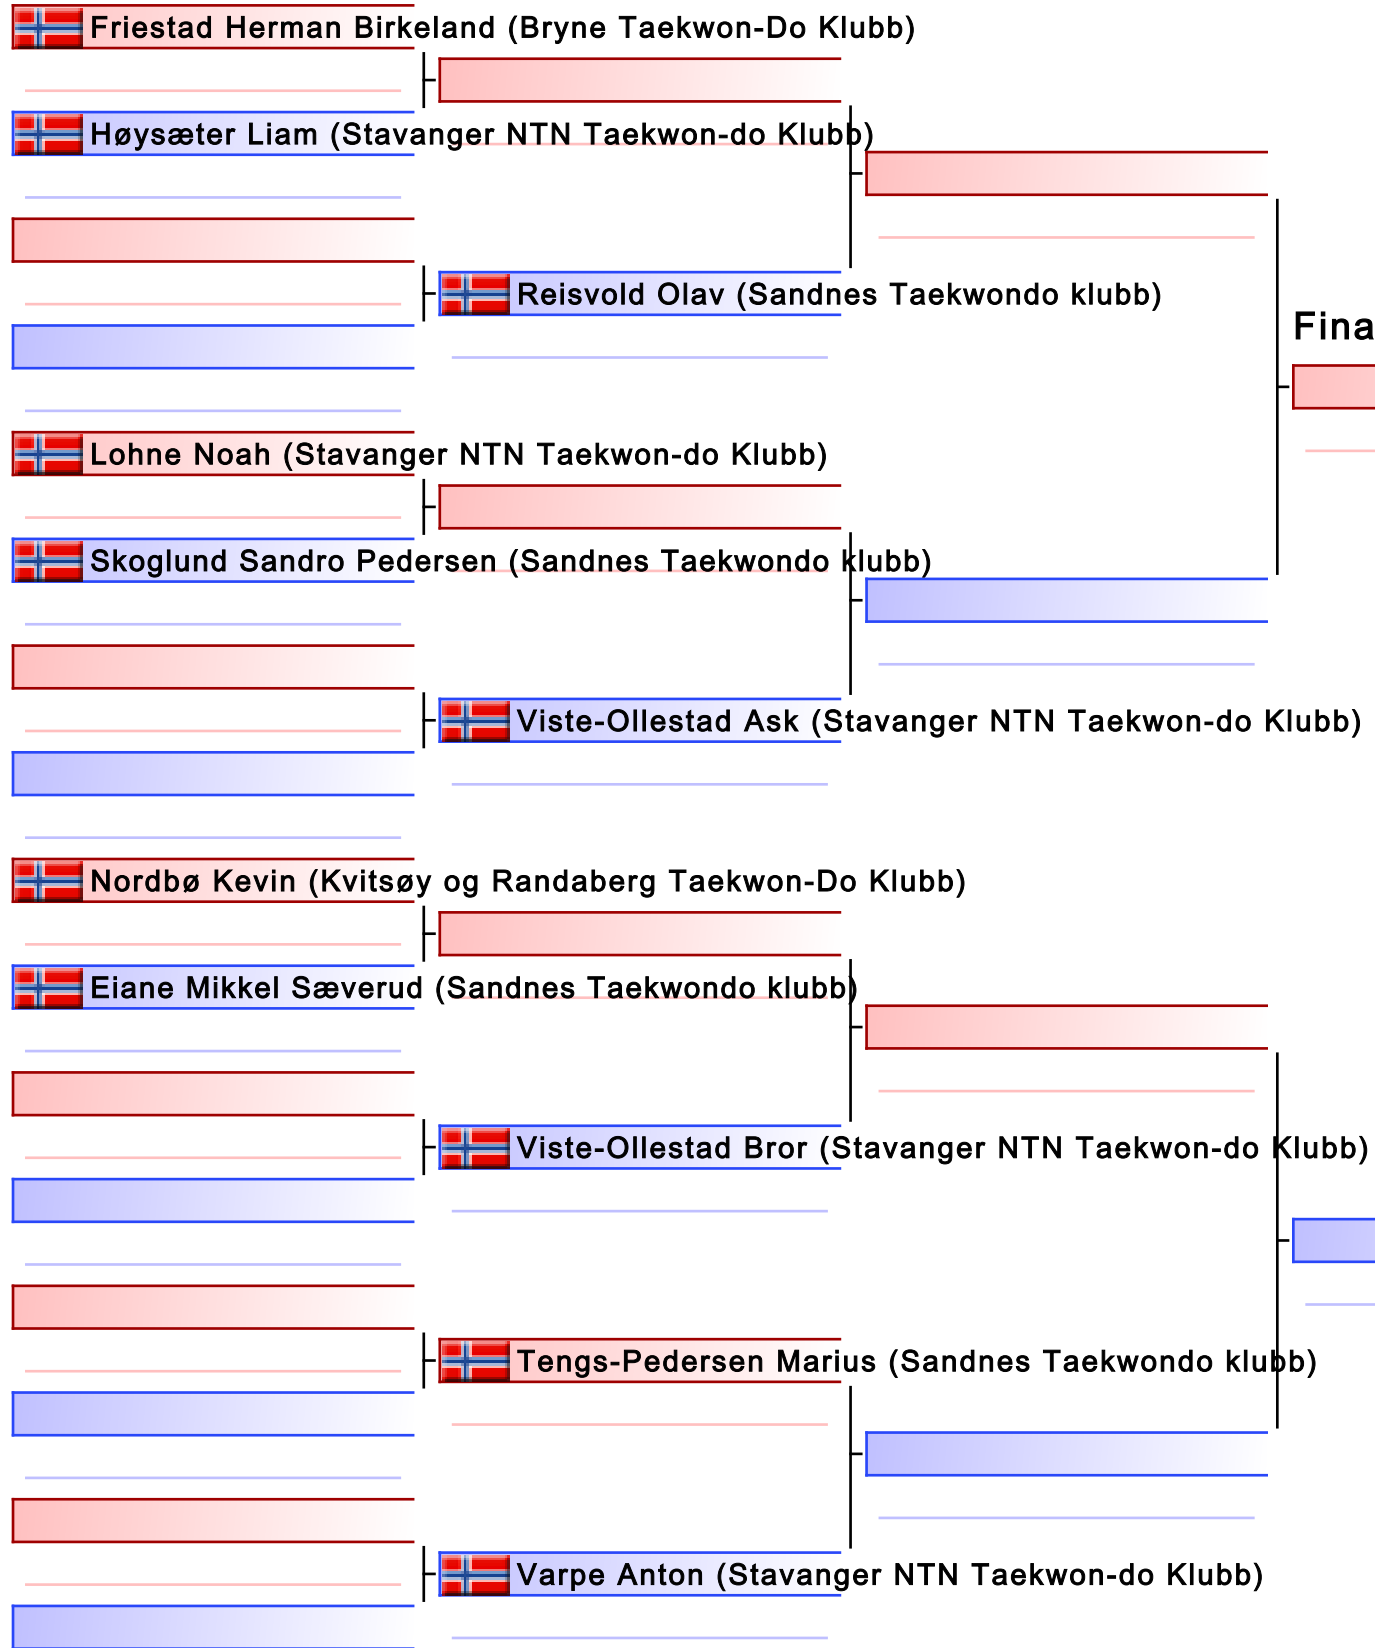 Friestad Herman Birkeland (Bryne Taekwon-Do Klubb)
Høysæter Liam (Stavanger NTN Taekwon-do Klubb)
Reisvold Olav (Sandnes Taekwondo klubb)
Fina
Lohne Noah (Stavanger NTN Taekwon-do Klubb)
Skoglund Sandro Pedersen (Sandnes Taekwondo klubb)
Viste-Ollestad Ask (Stavanger NTN Taekwon-do Klubb)
Nordbø Kevin (Kvitsøy og Randaberg Taekwon-Do Klubb)
Eiane Mikkel Sæverud (Sandnes Taekwondo klubb)
Viste-Ollestad Bror (Stavanger NTN Taekwon-do Klubb)
Tengs-Pedersen Marius (Sandnes Taekwondo klubb)
Varpe Anton (Stavanger NTN Taekwon-do Klubb)